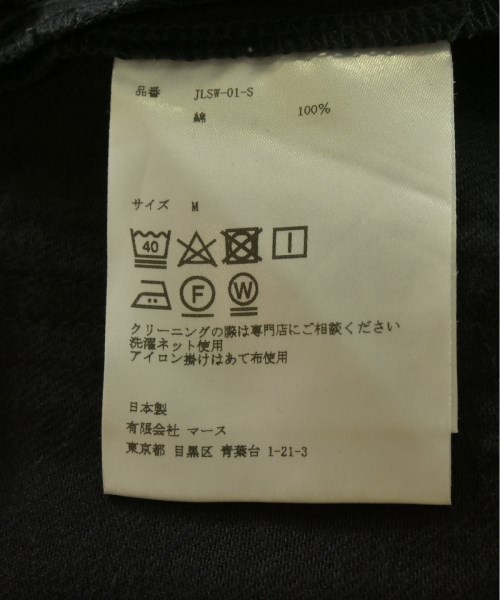 品番 JLSW-01-S
綿 100%
サイズ M
40
F W
クリーニングの際は専門店にご相談ください
洗濯ネット使用
アイロン掛けはあて布使用
日本製
有限会社 マース
東京都 目黒区 青葉台 1-21-3